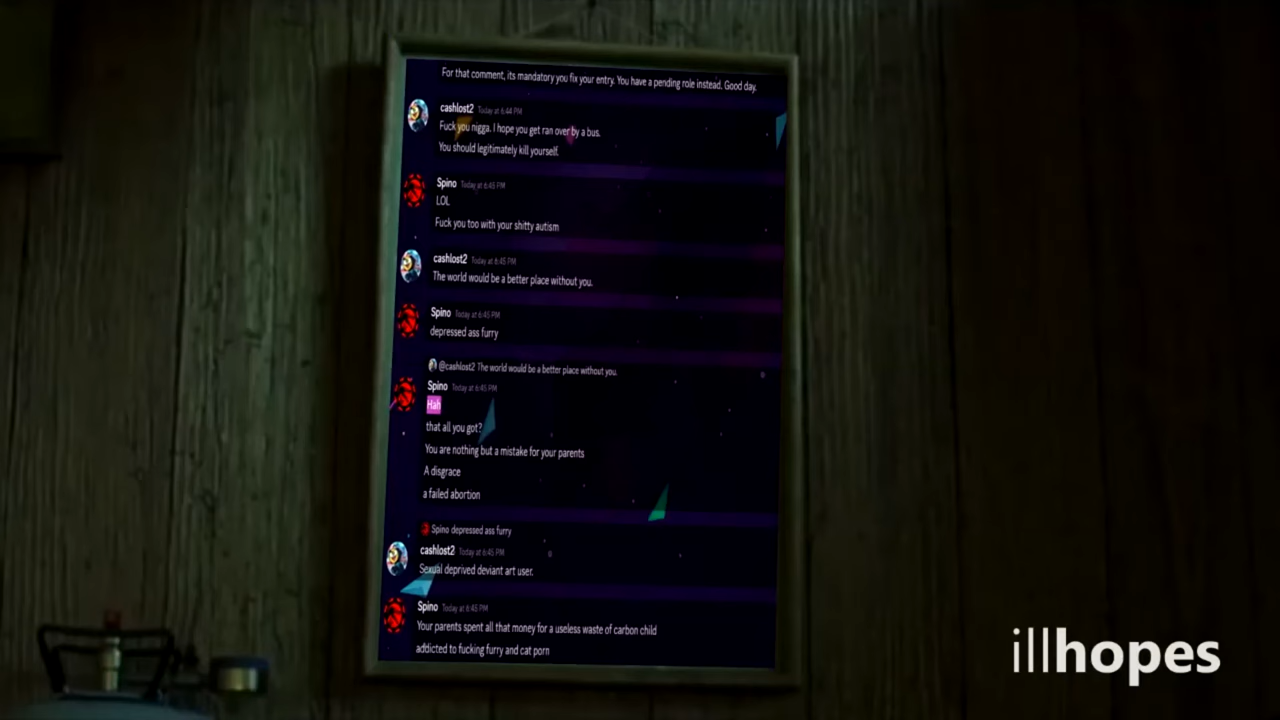 For that comment, its mandatory you fix your entry. You have a pending role instead. Good day.
cashlost2 Today at 6:44 PM
Fuck you nigga. I hope you get ran over by a bus.
You should legitimately kill yourself.
Spino Today at 6:45 PM
LOL
Fuck you too with your shitty autism
cashlost2 Today at 6:45 PM
The world would be a better place without you.
Spino Today at 6:45 PM
depressed ass furry
@cashlost2 The world would be a better place without you.
Spino Today at 6:45 PM
Hah
that all you got?
You are nothing but a mistake for your parents
A disgrace
a failed abortion
Spino depressed ass furry
cashlost2 Today at 6:45 PM
Sexual deprived deviant art user.
Spino Today at 6:45 PM
Your parents spent all that money for a useless waste of carbon child
addicted to fucking furry and cat porn
illhopes